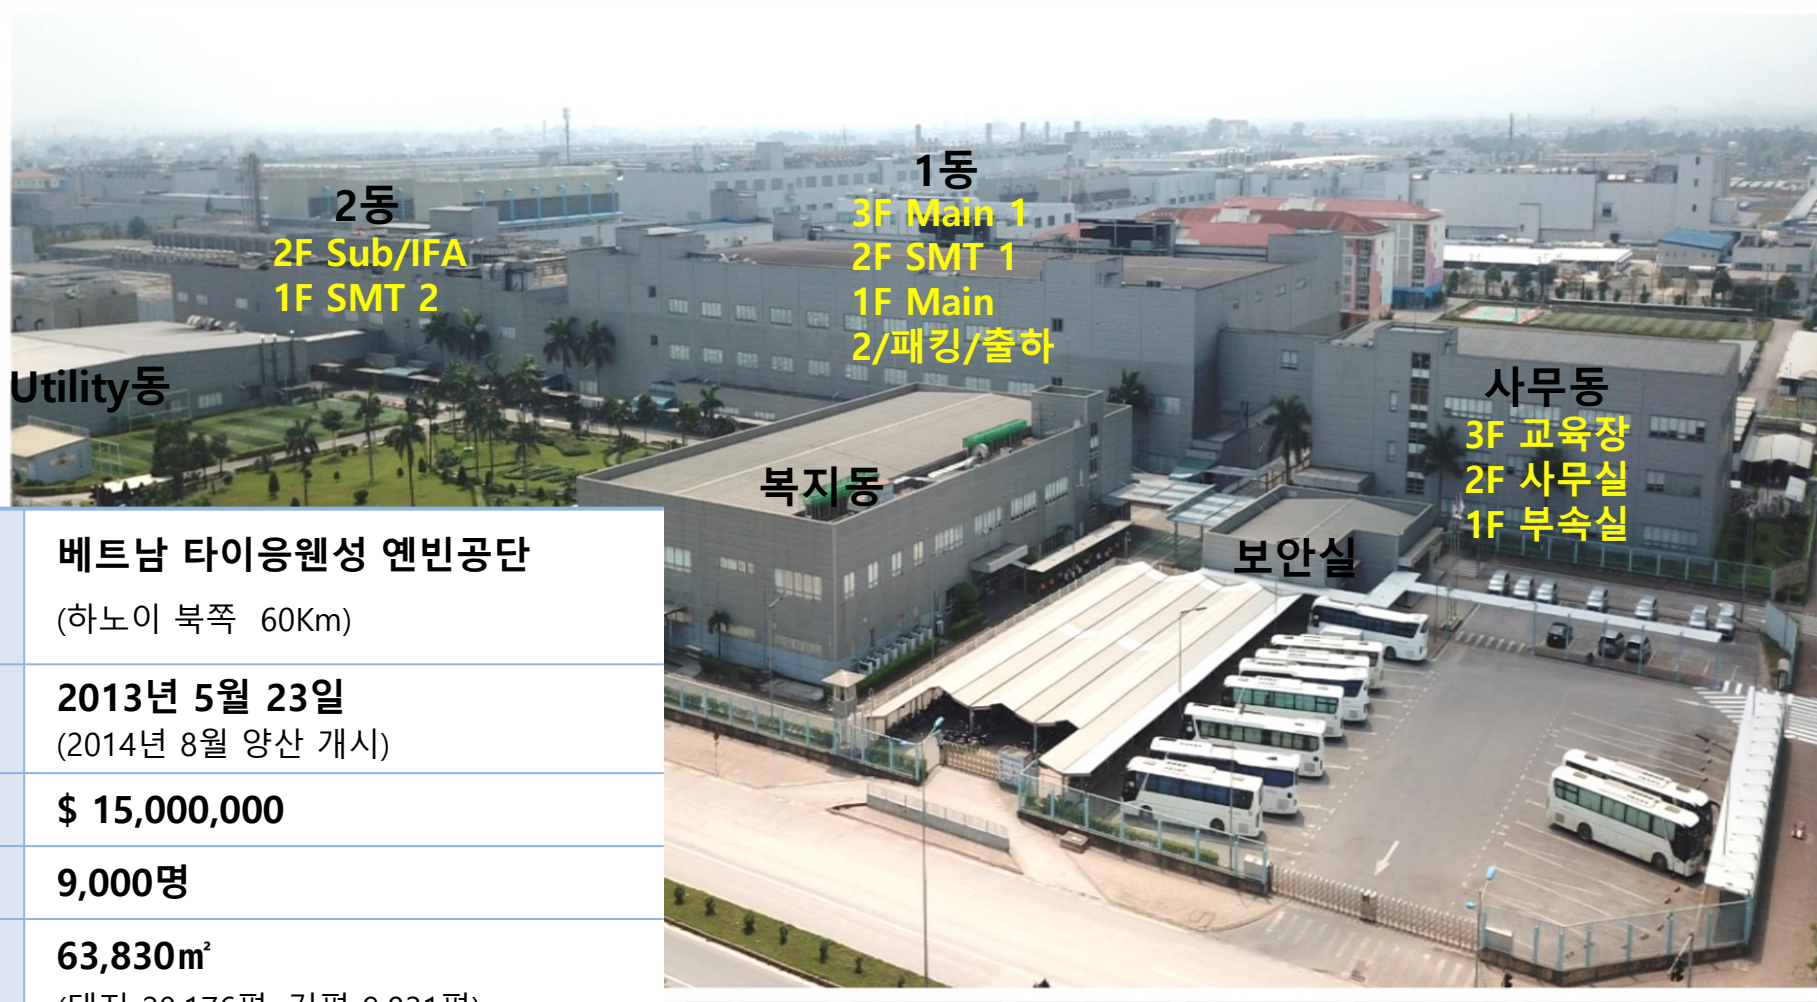 1동
3F Main 1
2F SMT 1
1F Main
2/패킹/출하
2동
2F Sub/IFA
1F SMT 2
Utility동
사무동
3F 교육장
2F 사무실
1F 부속실
복지동
보안실
베트남 타이응웬성 옌빈공단
(하노이 북쪽 60Km)
2013년 5월 23일
(2014년 8월 양산 개시)
$ 15,000,000
9,000명
63,830㎡